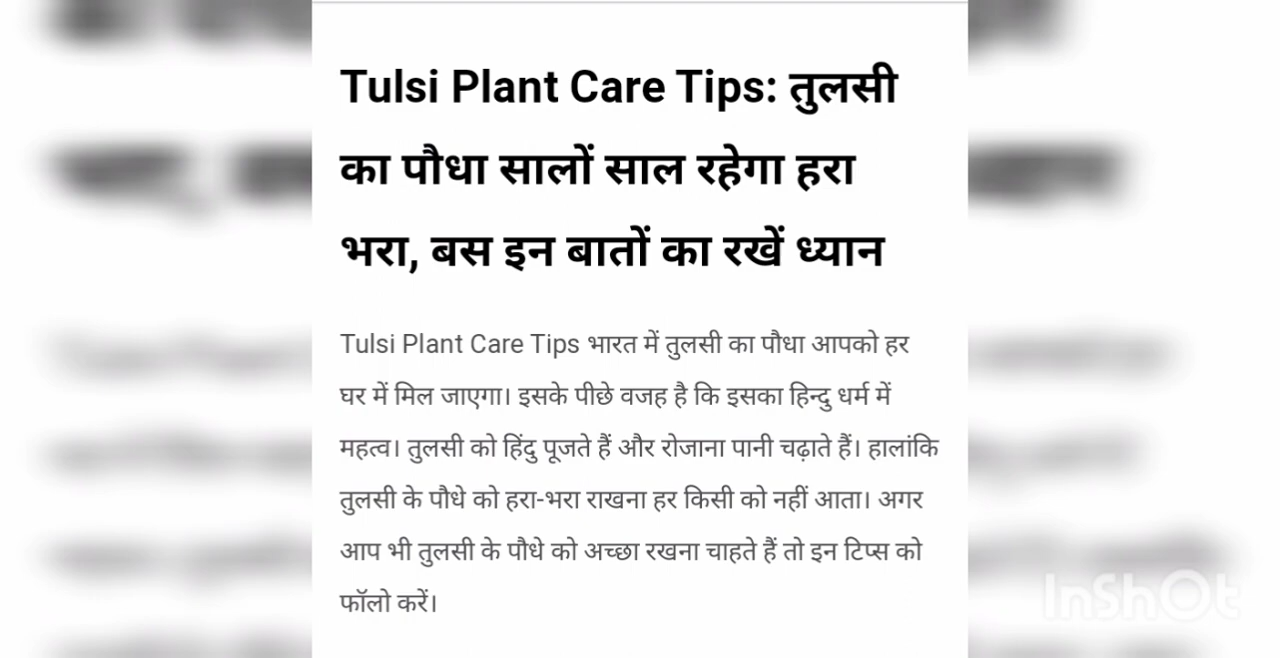 Tulsi Plant Care Tips: तुलसी
का पौधा सालों साल रहेगा हरा
भरा, बस इन बातों का रखें ध्यान
Tulsi Plant Care Tips भारत में तुलसी का पौधा आपको हर
घर में मिल जाएगा। इसके पीछे वजह है कि इसका हिन्दु धर्म में
महत्व। तुलसी को हिंदु पूजते हैं और रोजाना पानी चढ़ाते हैं। हालांकि
तुलसी के पौधे को हरा-भरा राखना हर किसी को नहीं आता। अगर
आप भी तुलसी के पौधे को अच्छा रखना चाहते हैं तो इन टिप्स को
फॉलो करें।
InShOt